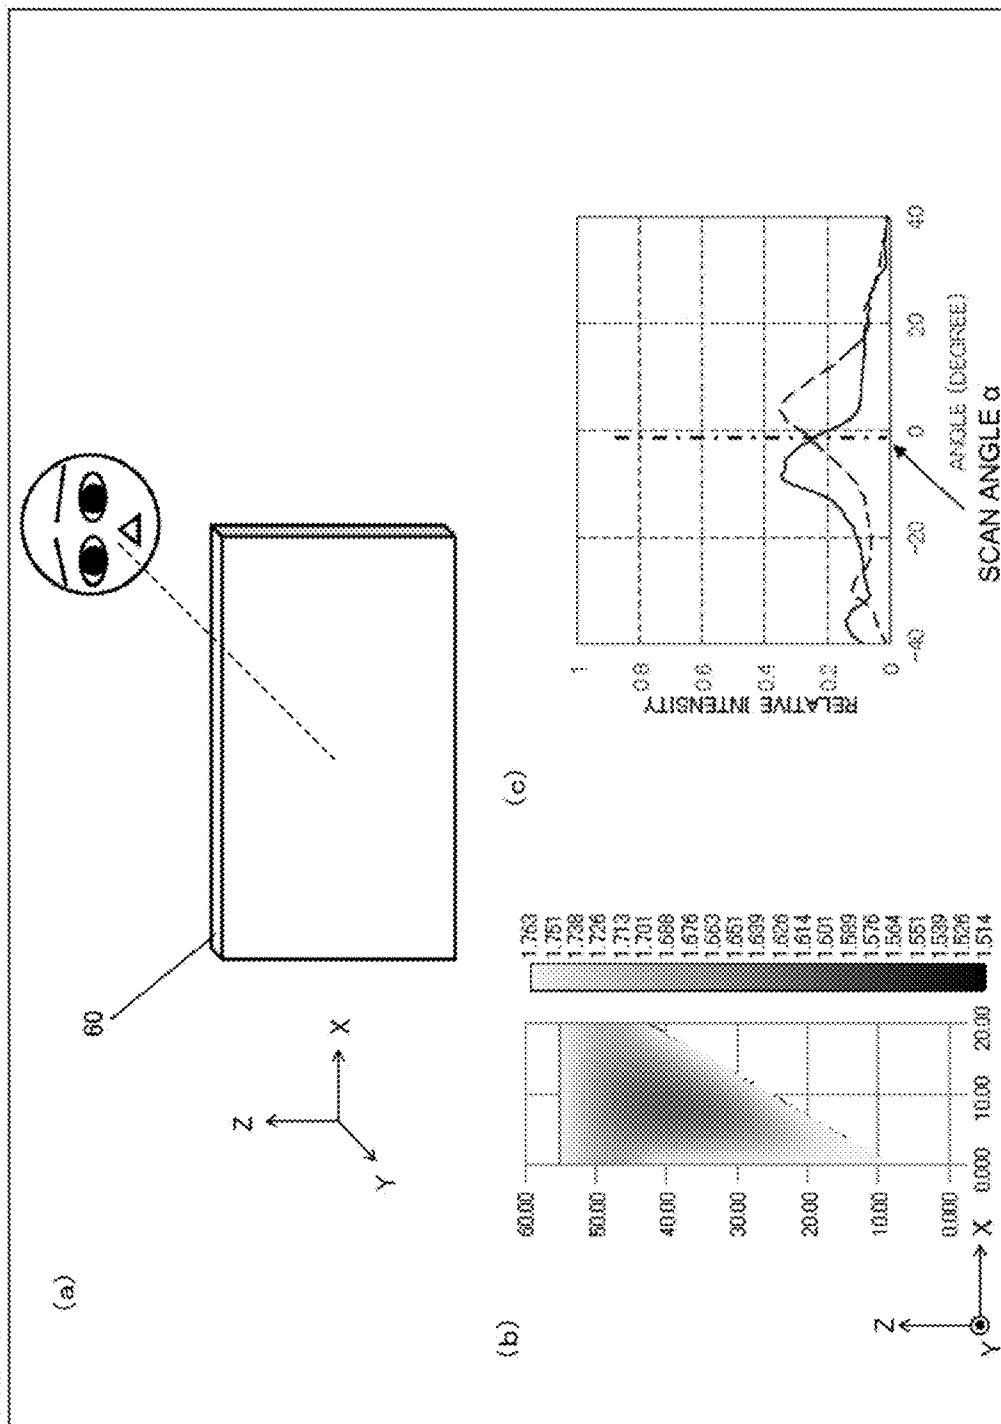 (a)
60
Z
X
Y
(b)
60.00
50.00
40.00
30.00
20.00
10.00
0.000
0.000 10.00 20.00
Z
X
Y
1.763
1.751
1.738
1.726
1.713
1.701
1.688
1.676
1.663
1.651
1.639
1.626
1.614
1.601
1.589
1.576
1.564
1.551
1.539
1.526
1.514
(c)
RELATIVE INTENSITY
1
0.8
0.6
0.4
0.2
0
-40 -20 0 20 40
ANGLE (DEGREE)
SCAN ANGLE α